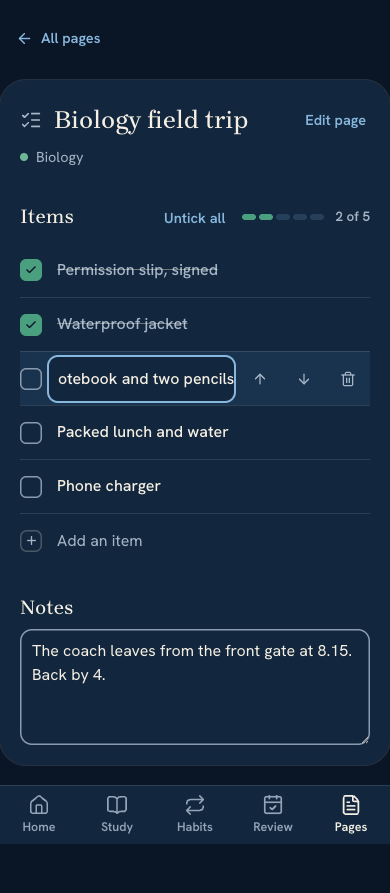 All pages
Biology field trip
Edit page
Biology
Items
Untick all
2 of 5
Permission slip, signed
Waterproof jacket
otebook and two pencils
Packed lunch and water
Phone charger
Add an item
Notes
The coach leaves from the front gate at 8.15.
Back by 4.
Home
Study
Habits
Review
Pages